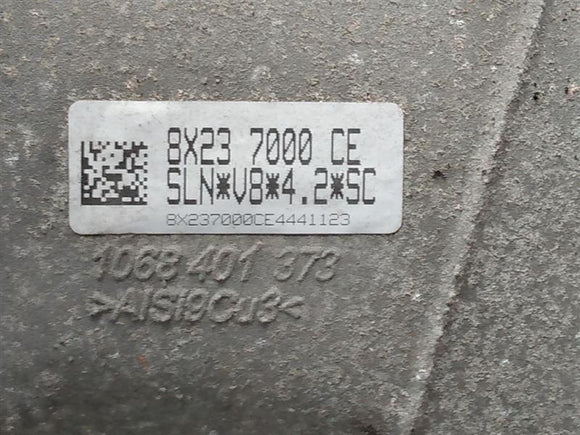 8X23 7000 CE
SLN*V8*4.2*SC
8X237000CE4441123
1068 401 373
>AlSi9Cu3<